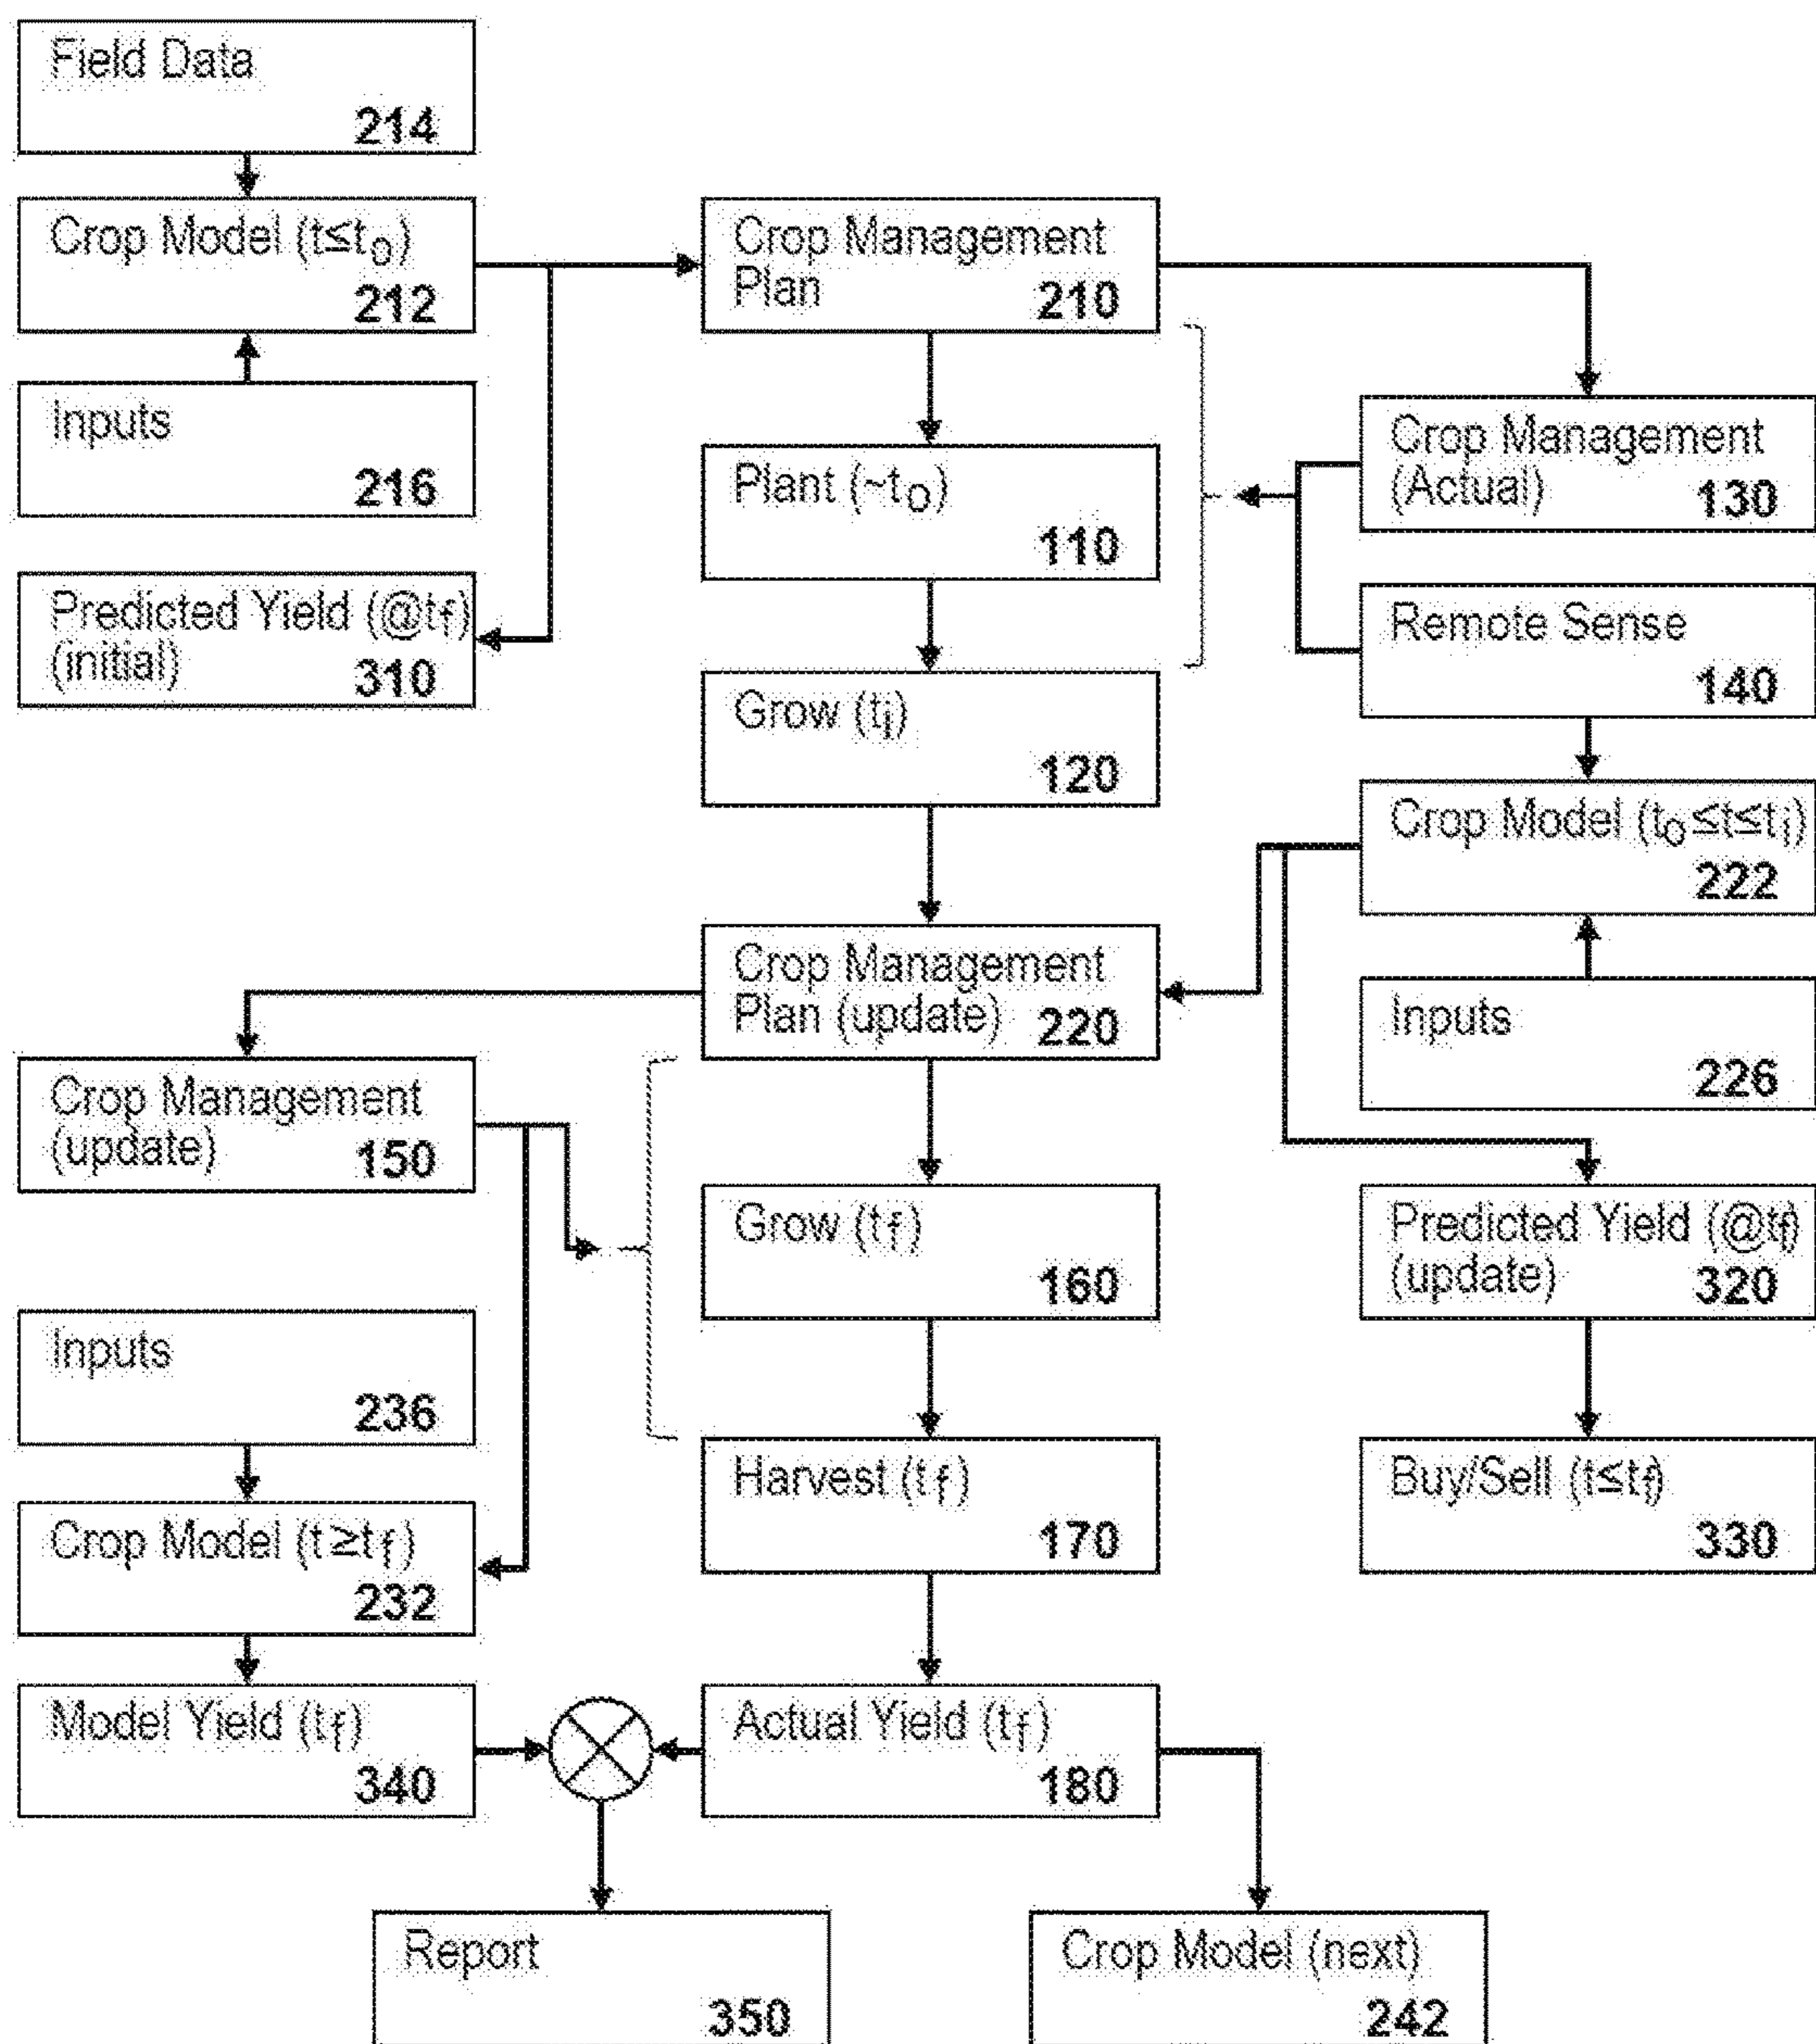 Field Data
214
Crop Model (t≤t₀)
212
Inputs
216
Predicted Yield (@tf)
(initial)
310
Crop Management
Plan
210
Plant (~t₀)
110
Grow (ti)
120
Crop Management
(Actual)
130
Remote Sense
140
Crop Model (t₀≤t≤ti)
222
Inputs
226
Crop Management
Plan (update)
220
Crop Management
(update)
150
Grow (tf)
160
Predicted Yield (@tf)
(update)
320
Inputs
236
Harvest (tf)
170
Buy/Sell (t≤tf)
330
Crop Model (t≥tf)
232
Model Yield (tf)
340
Actual Yield (tf)
180
Report
350
Crop Model (next)
242